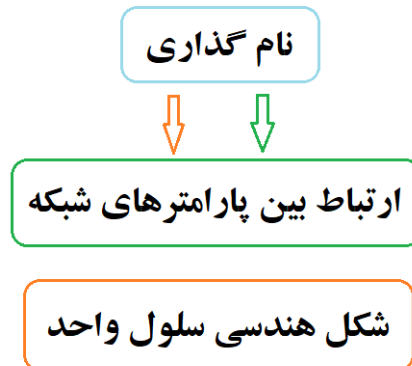 نام گذاری
ارتباط بین پارامترهای شبکه
شکل هندسی سلول واحد